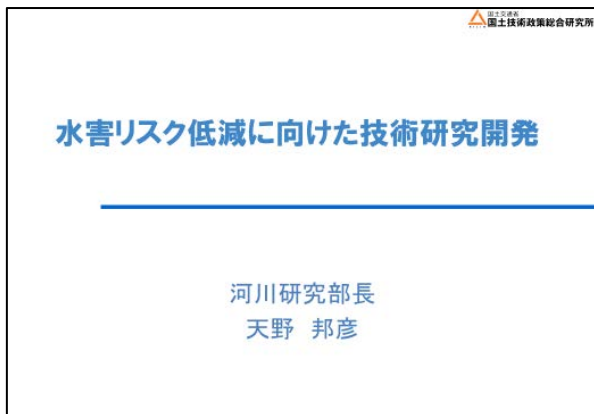 国土交通省
国土技術政策総合研究所
水害リスク低減に向けた技術研究開発
河川研究部長
天野 邦彦